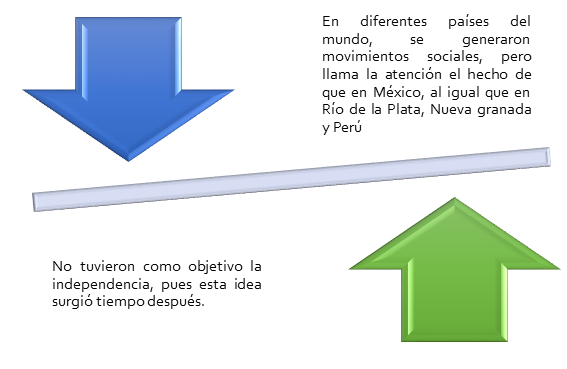 En diferentes países del
mundo, se generaron
movimientos sociales, pero
llama la atención el hecho de
que en México, al igual que en
Río de la Plata, Nueva granada
y Perú
No tuvieron como objetivo la
independencia, pues esta idea
surgió tiempo después.